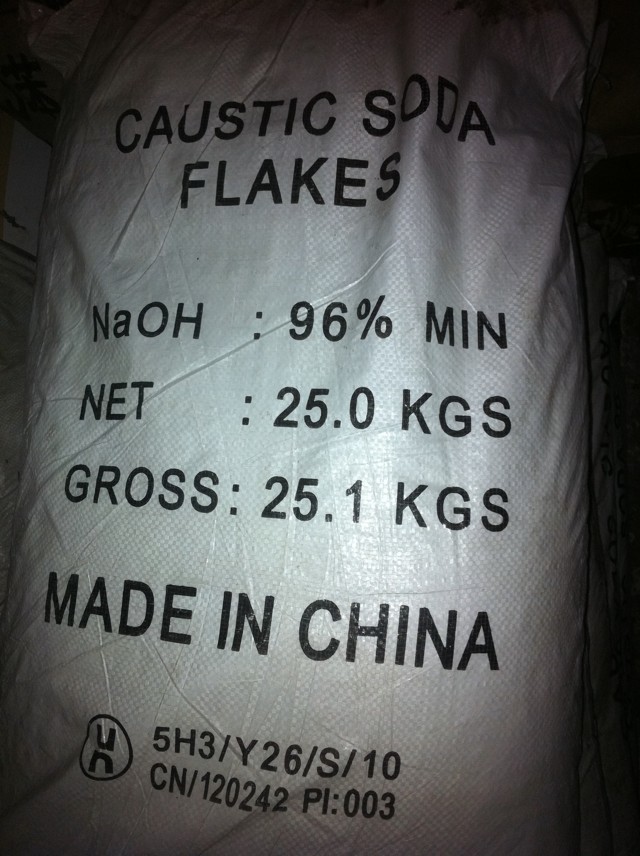 CAUSTIC SODA
FLAKES
NaOH : 96% MIN
NET : 25.0 KGS
GROSS : 25.1 KGS
MADE IN CHINA
UN 5H3/Y26/S/10
CN/120242 PI:003